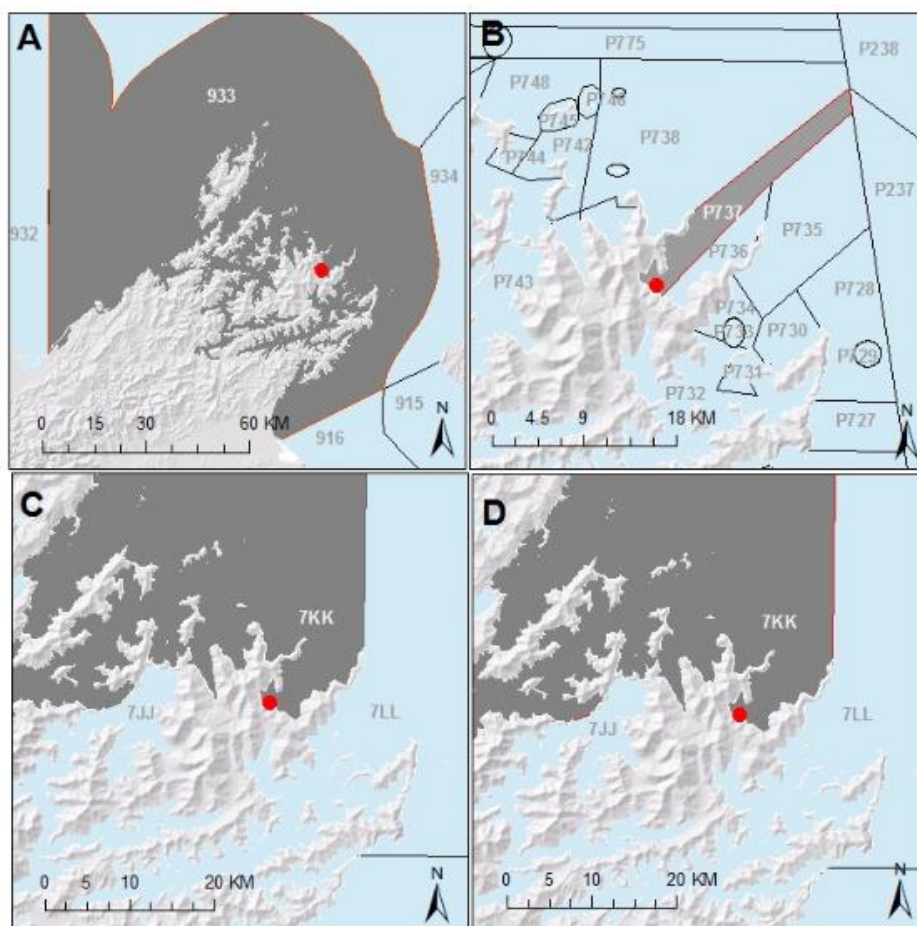 A
933
934
932
915
916
0 15 30 60 KM
N
B
P775
P238
P748
P746
P745
P742
P744
P738
P737
P237
P736
P735
P743
P728
P734
P733
P730
P729
P731
P732
P727
0 4.5 9 18 KM
N
C
7KK
7JJ
7LL
0 5 10 20 KM
N
D
7KK
7JJ
7LL
0 5 10 20 KM
N